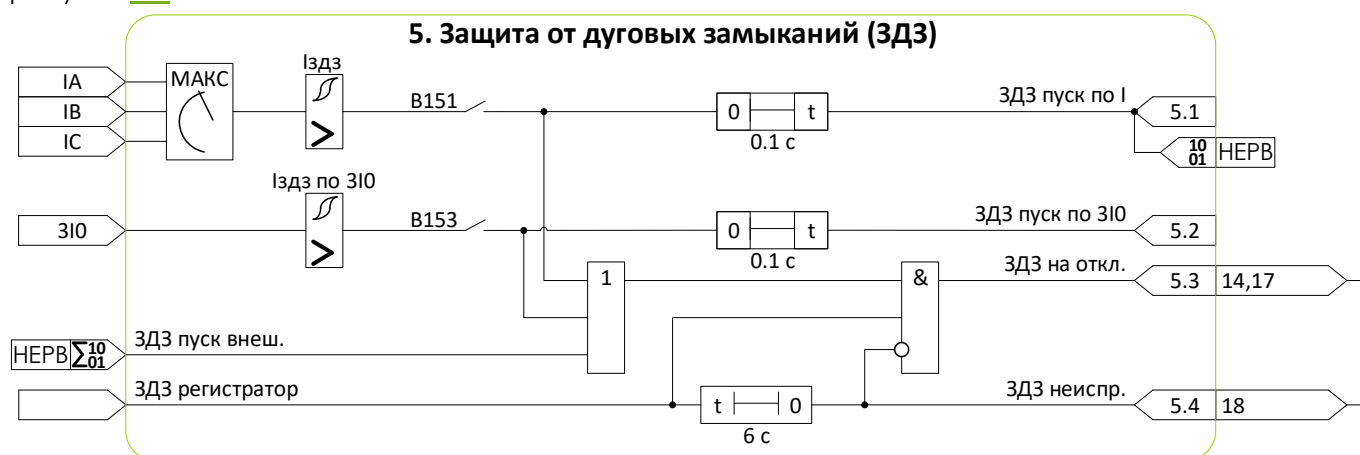 5. Защита от дуговых замыканий (ЗДЗ)
IA
IB
IC
МАКС
Iздз
>
В151
0 t
0.1 с
ЗДЗ пуск по I
5.1
10
01 НЕРВ
3I0
Iздз по 3I0
>
В153
0 t
0.1 с
ЗДЗ пуск по 3I0
5.2
1
&
ЗДЗ на откл.
5.3 14,17
НЕРВ Σ 10
01
ЗДЗ пуск внеш.
ЗДЗ регистратор
t 0
6 с
ЗДЗ неиспр.
5.4 18